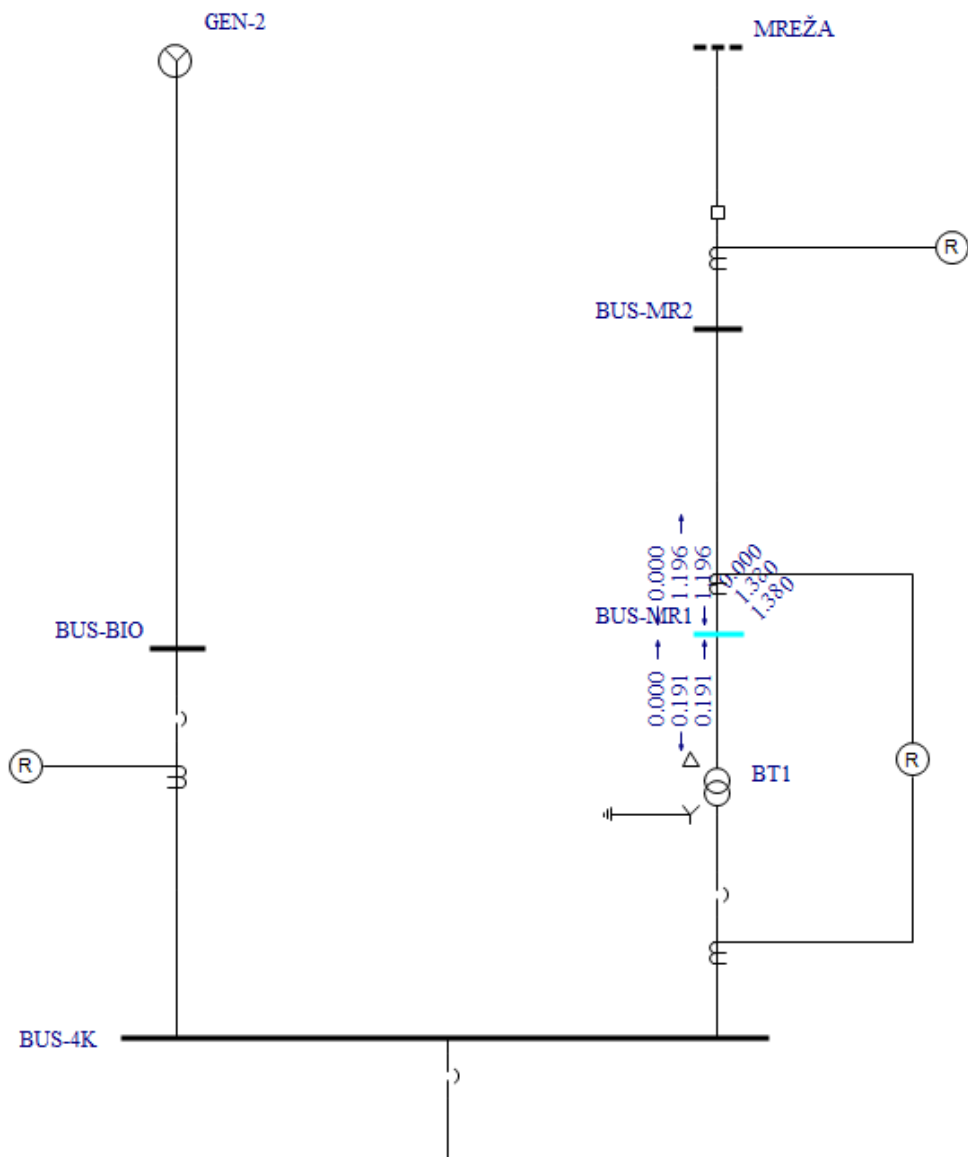 GEN-2
MREŽA
R
BUS-MR2
0.000
1.196
1.196
0.000
1.380
1.380
BUS-MR1
BUS-BIO
0.000
0.191
0.191
R
R
BT1
BUS-4K